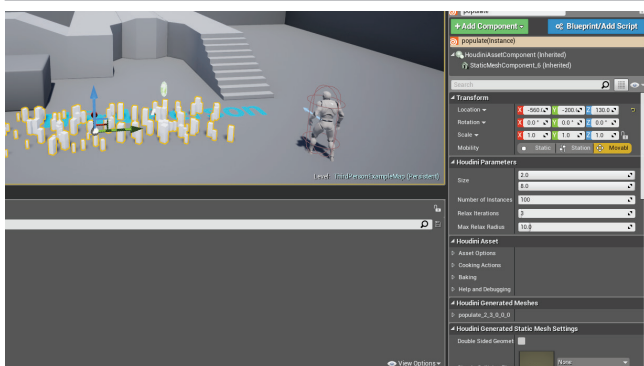 populate
+Add Component
Blueprint/Add Script
populate(Instance)
HoudiniAssetComponent (Inherited)
StaticMeshComponent_6 (Inherited)
Search
Transform
Location X -560.0 Y -200.0 Z 130.0
Rotation X 0.0° Y 0.0° Z 0.0°
Scale X 1.0 Y 1.0 Z 1.0
Mobility Static Station Movabl
Houdini Parameters
Size 2.0
8.0
Number of Instances 100
Relax Iterations 3
Max Relax Radius 10.0
Houdini Asset
Asset Options
Cooking Actions
Baking
Help and Debugging
Houdini Generated Meshes
populate_2_3_0_0_0
Houdini Generated Static Mesh Settings
Double Sided Geomet
None
Level: ThirdPersonExampleMap (Persistent)
View Options